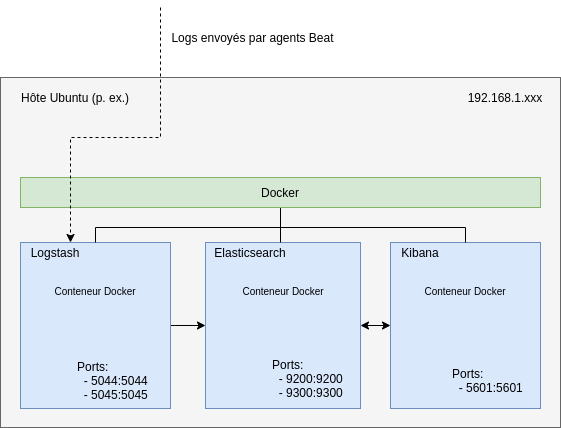 Logs envoyés par agents Beat
Hôte Ubuntu (p. ex.)
192.168.1.xxx
Docker
Logstash
Conteneur Docker
Ports:
- 5044:5044
- 5045:5045
Elasticsearch
Conteneur Docker
Ports:
- 9200:9200
- 9300:9300
Kibana
Conteneur Docker
Ports:
- 5601:5601